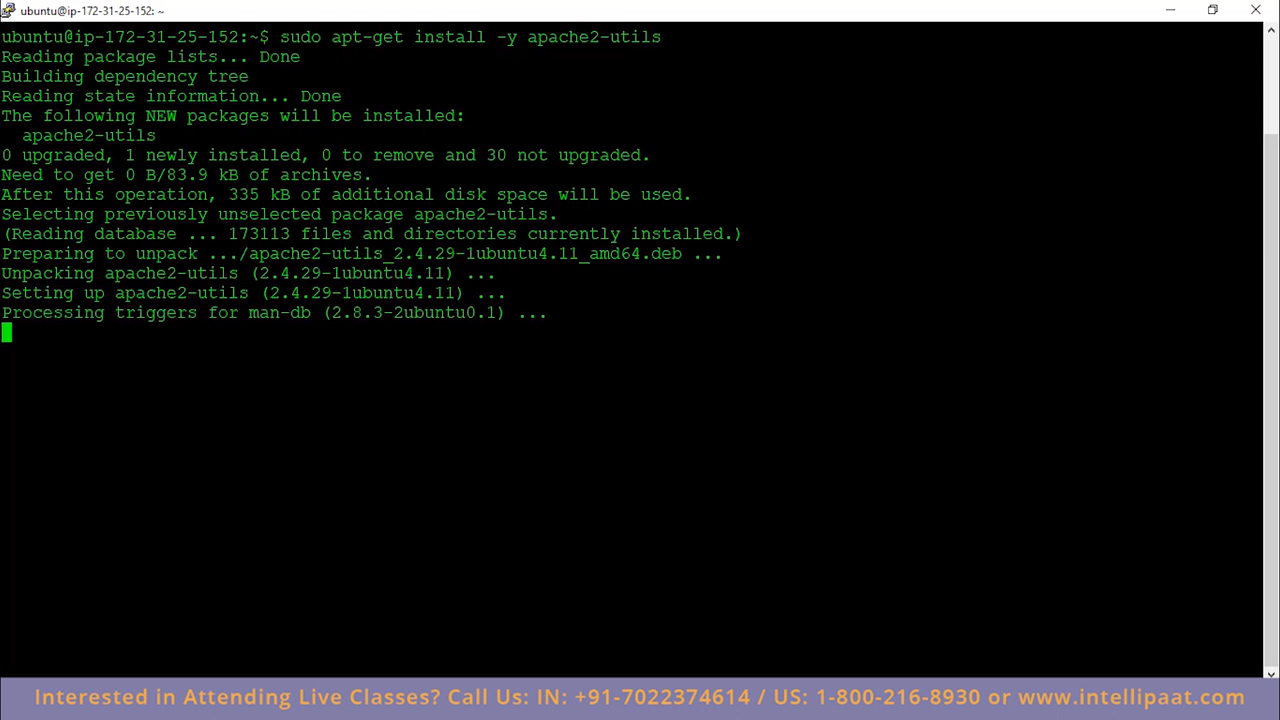 ubuntu@ip-172-31-25-152: ~
ubuntu@ip-172-31-25-152:~$ sudo apt-get install -y apache2-utils
Reading package lists... Done
Building dependency tree
Reading state information... Done
The following NEW packages will be installed:
  apache2-utils
0 upgraded, 1 newly installed, 0 to remove and 30 not upgraded.
Need to get 0 B/83.9 kB of archives.
After this operation, 335 kB of additional disk space will be used.
Selecting previously unselected package apache2-utils.
(Reading database ... 173113 files and directories currently installed.)
Preparing to unpack .../apache2-utils_2.4.29-1ubuntu4.11_amd64.deb ...
Unpacking apache2-utils (2.4.29-1ubuntu4.11) ...
Setting up apache2-utils (2.4.29-1ubuntu4.11) ...
Processing triggers for man-db (2.8.3-2ubuntu0.1) ...
Interested in Attending Live Classes? Call Us: IN: +91-7022374614 / US: 1-800-216-8930 or www.intellipaat.com